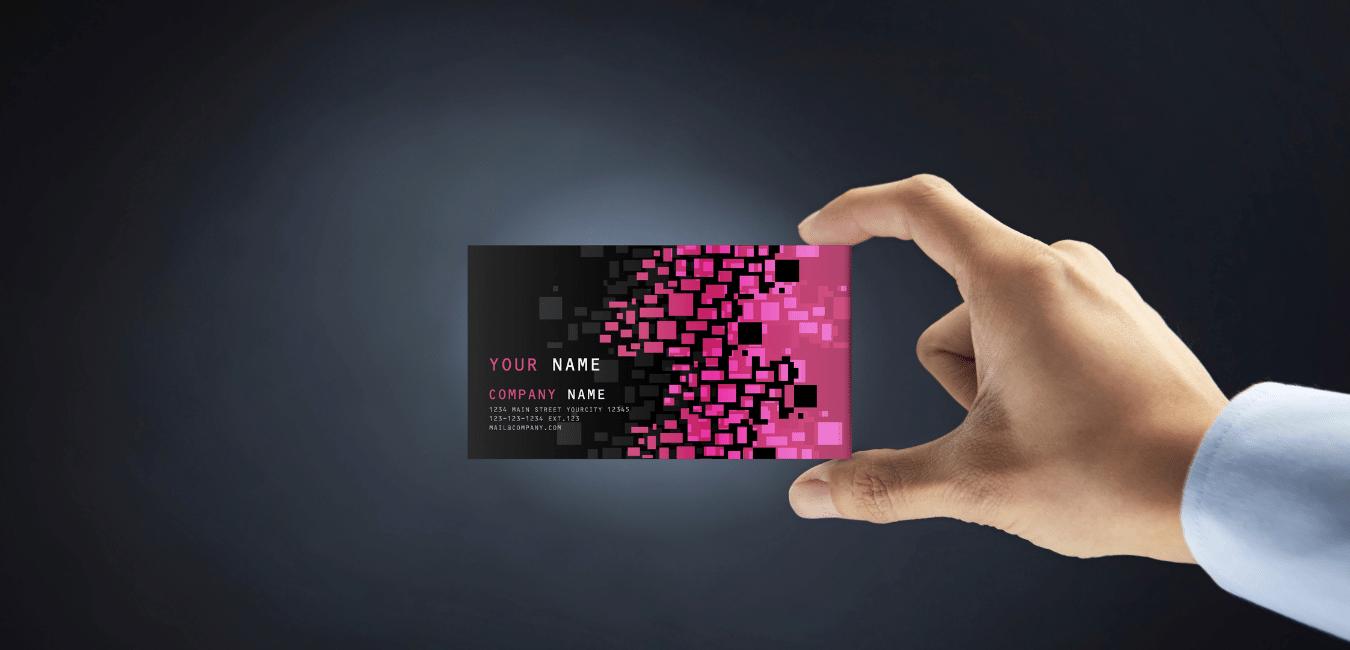 YOUR NAME
COMPANY NAME
1234 MAIN STREET YOURCITY 12345
123-123-1234 EXT.123
MAIL@COMPANY.COM